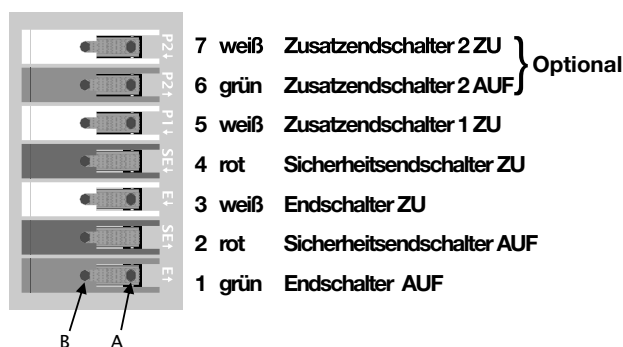 P2↓ 7 weiß Zusatzendschalter 2 ZU
P2↑ 6 grün Zusatzendschalter 2 AUF
} Optional
P1↓ 5 weiß Zusatzendschalter 1 ZU
SE↓ 4 rot Sicherheitsendschalter ZU
E↓ 3 weiß Endschalter ZU
SE↑ 2 rot Sicherheitsendschalter AUF
E↑ 1 grün Endschalter AUF
B A